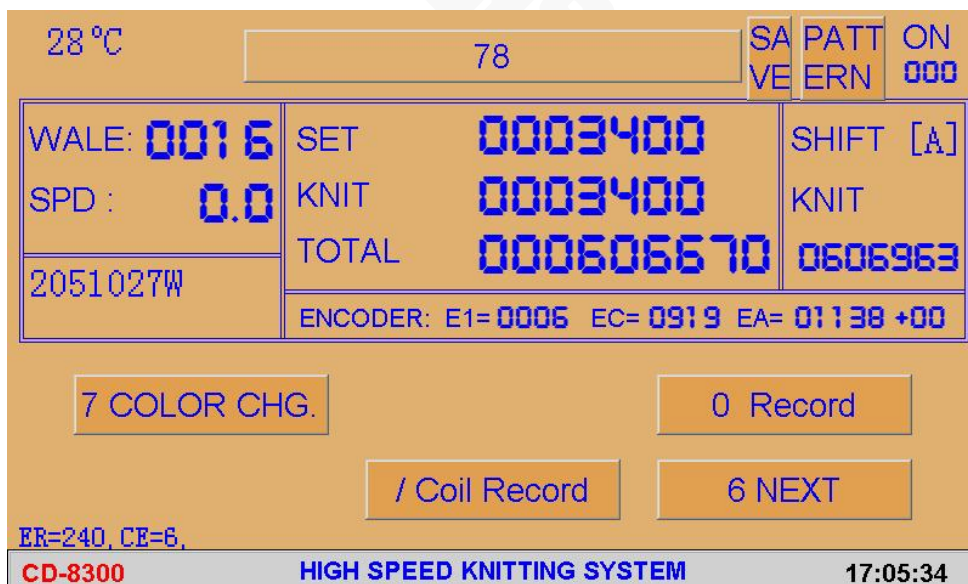 28°C
78
SA
VE
PATT
ERN
ON
000
WALE: 0016
SPD : 0.0
2051027W
SET 0003400
KNIT 0003400
TOTAL 000606670
SHIFT [A]
KNIT
0606963
ENCODER: E1= 0006 EC= 0919 EA= 01138 +00
7 COLOR CHG.
0 Record
/ Coil Record
6 NEXT
ER=240, CE=6,
CD-8300
HIGH SPEED KNITTING SYSTEM
17:05:34